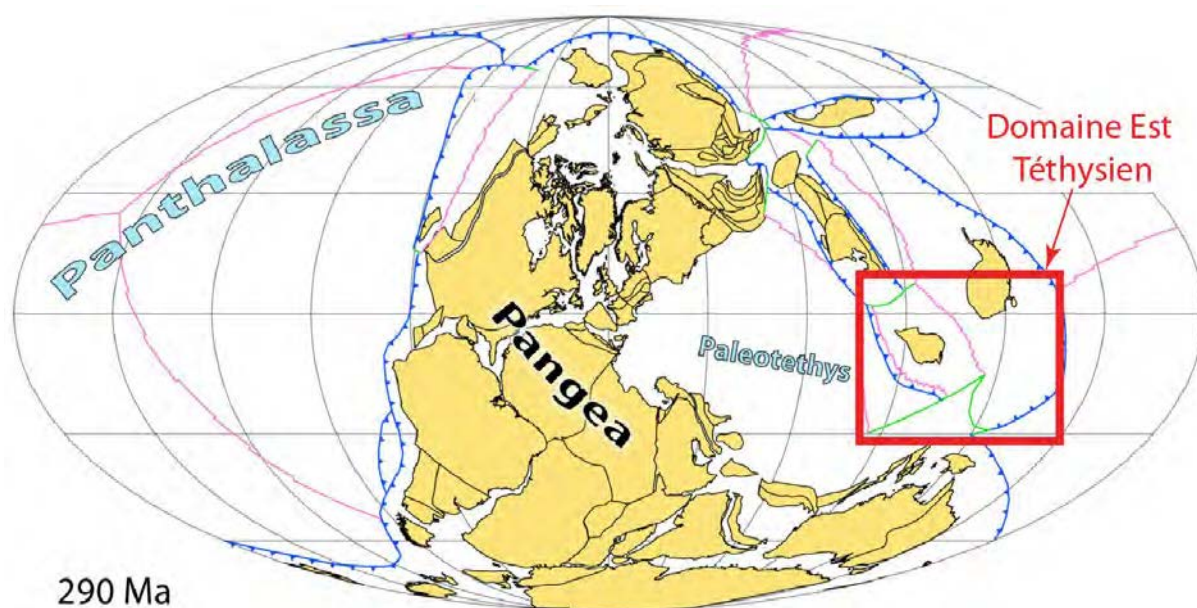 Panthalassa
Domaine Est
Téthysien
Pangea
Paleotethys
290 Ma